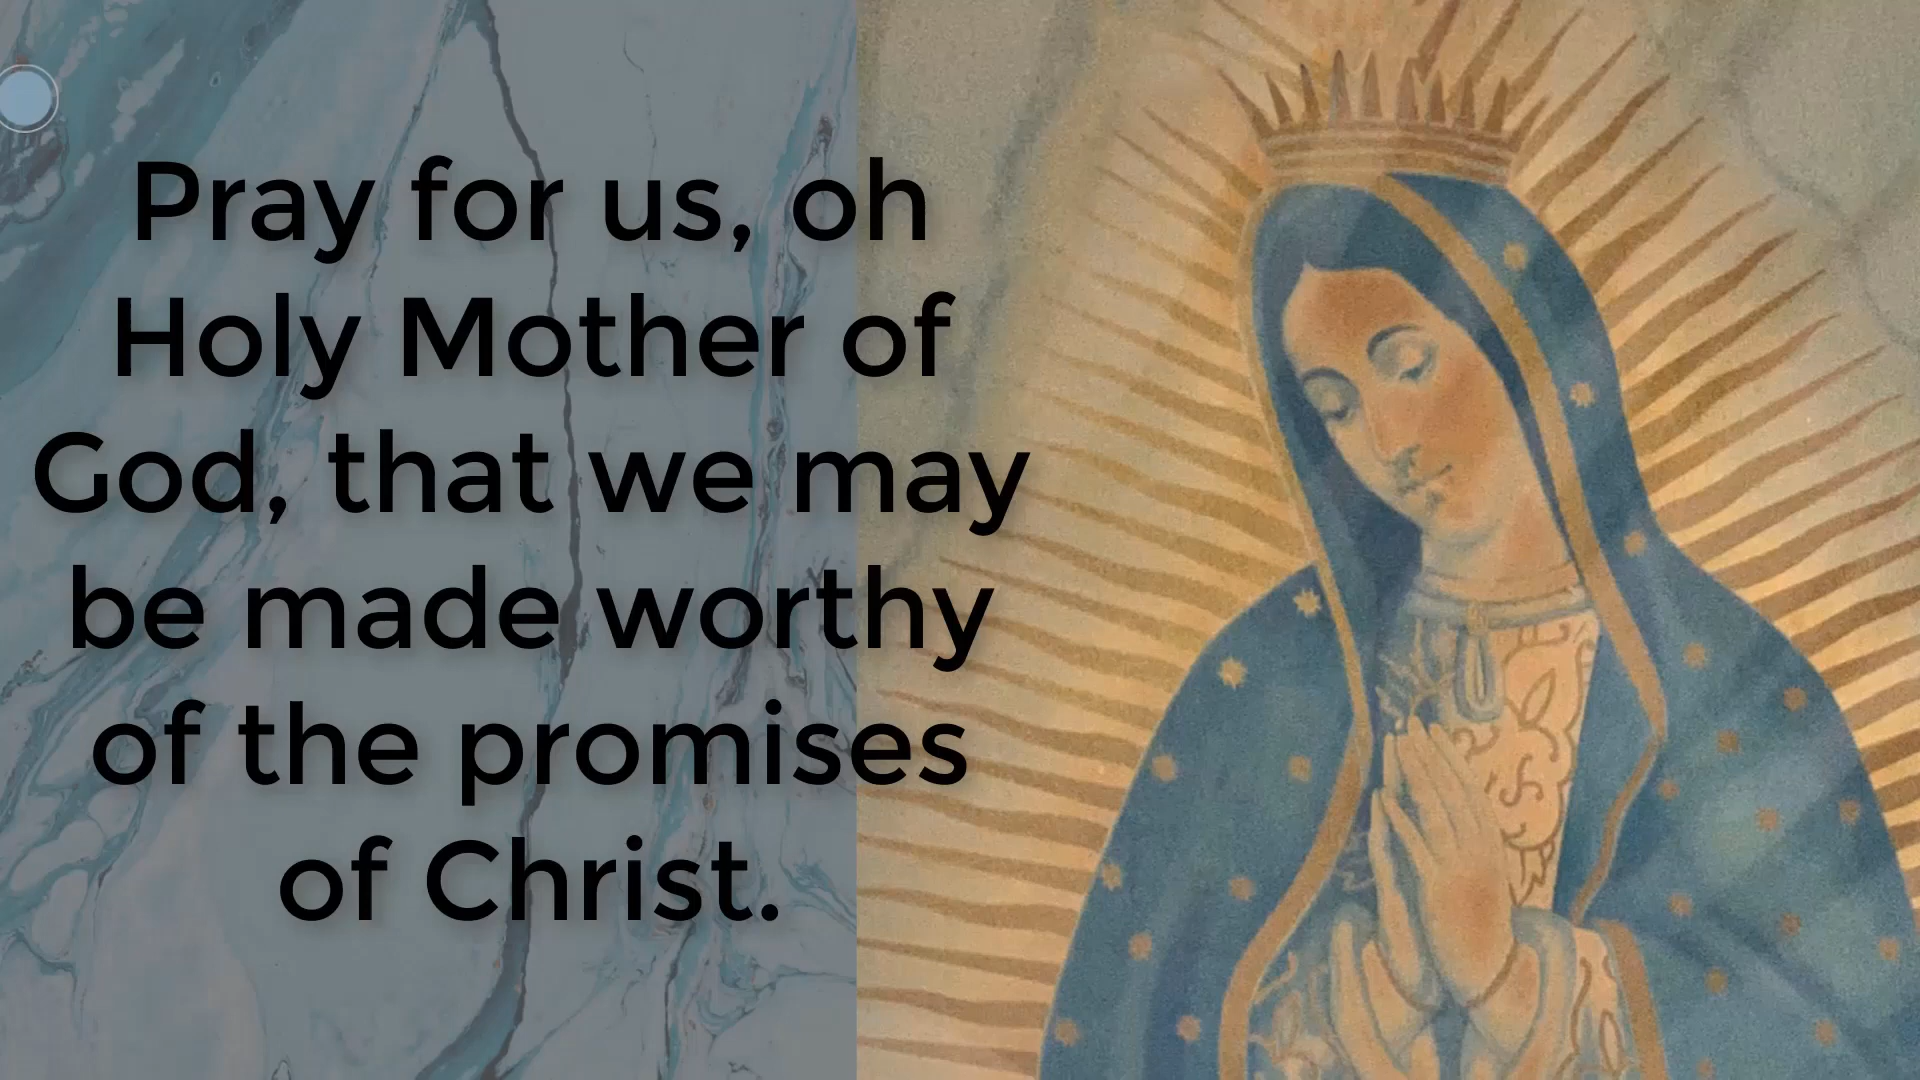 Pray for us, oh
Holy Mother of
God, that we may
be made worthy
of the promises
of Christ.